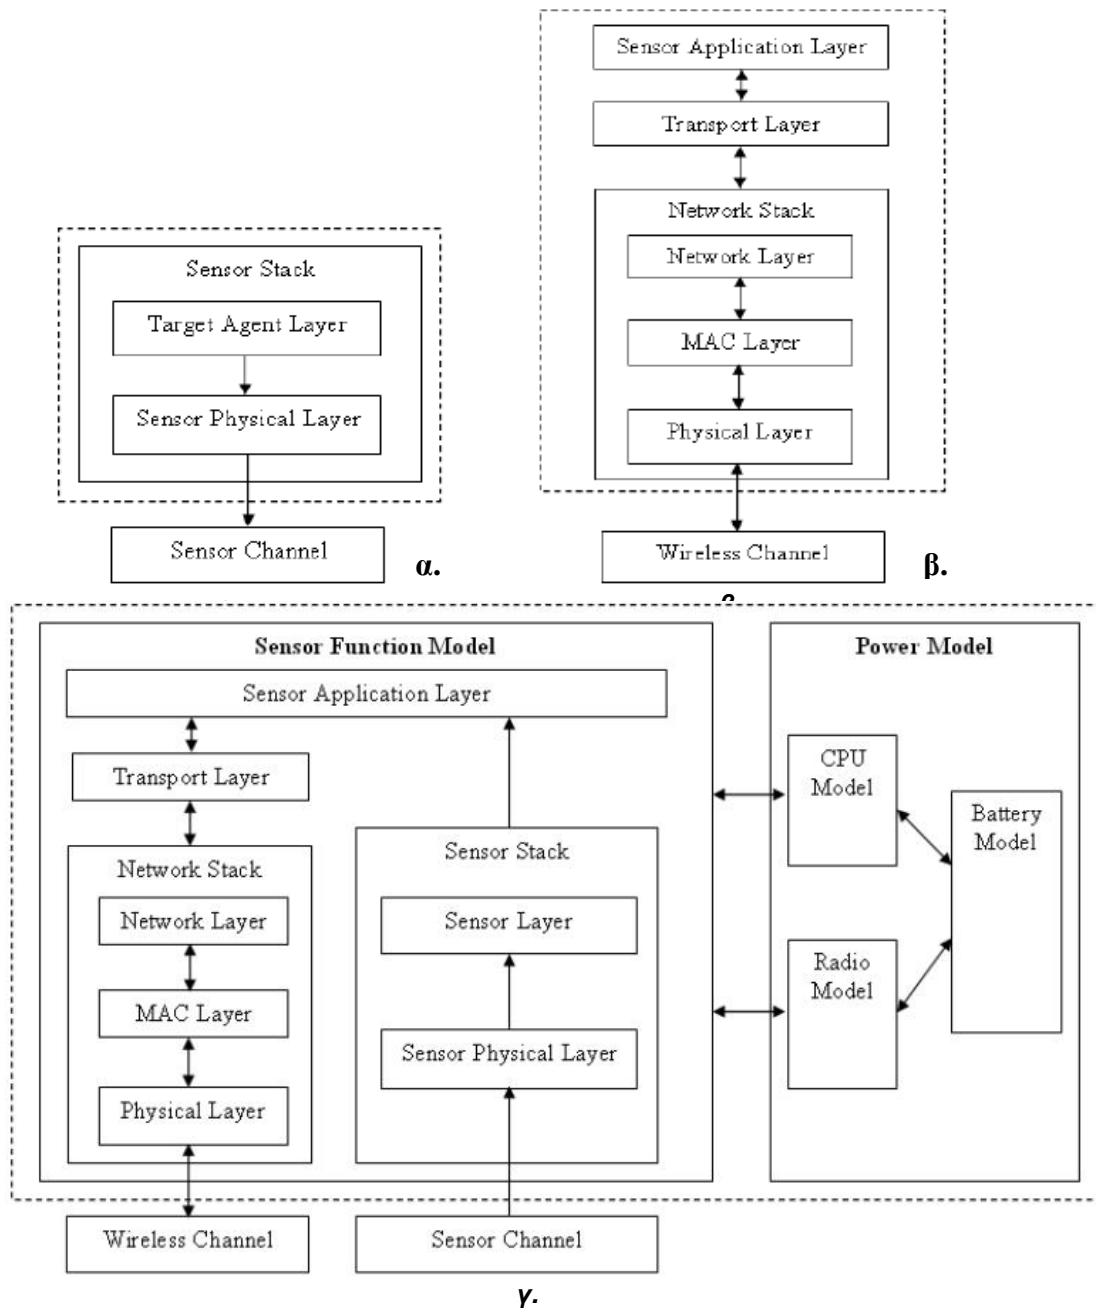 Sensor Stack
Target Agent Layer
Sensor Physical Layer
Sensor Channel
α.
Sensor Application Layer
Transport Layer
Network Stack
Network Layer
MAC Layer
Physical Layer
Wireless Channel
β.
Sensor Function Model
Sensor Application Layer
Transport Layer
Network Stack
Network Layer
MAC Layer
Physical Layer
Wireless Channel
Sensor Stack
Sensor Layer
Sensor Physical Layer
Sensor Channel
Power Model
CPU
Model
Radio
Model
Battery
Model
γ.